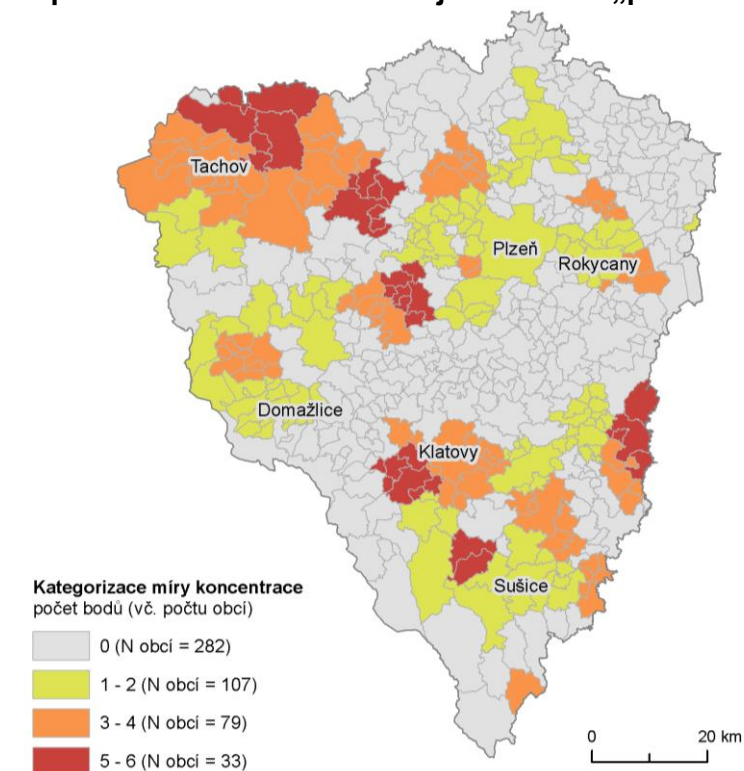 Tachov
Plzeň
Rokycany
Domažlice
Klatovy
Sušice
Kategorizace míry koncentrace
počet bodů (vč. počtu obcí)
0 (N obcí = 282)
1 - 2 (N obcí = 107)
3 - 4 (N obcí = 79)
5 - 6 (N obcí = 33)
0 20 km